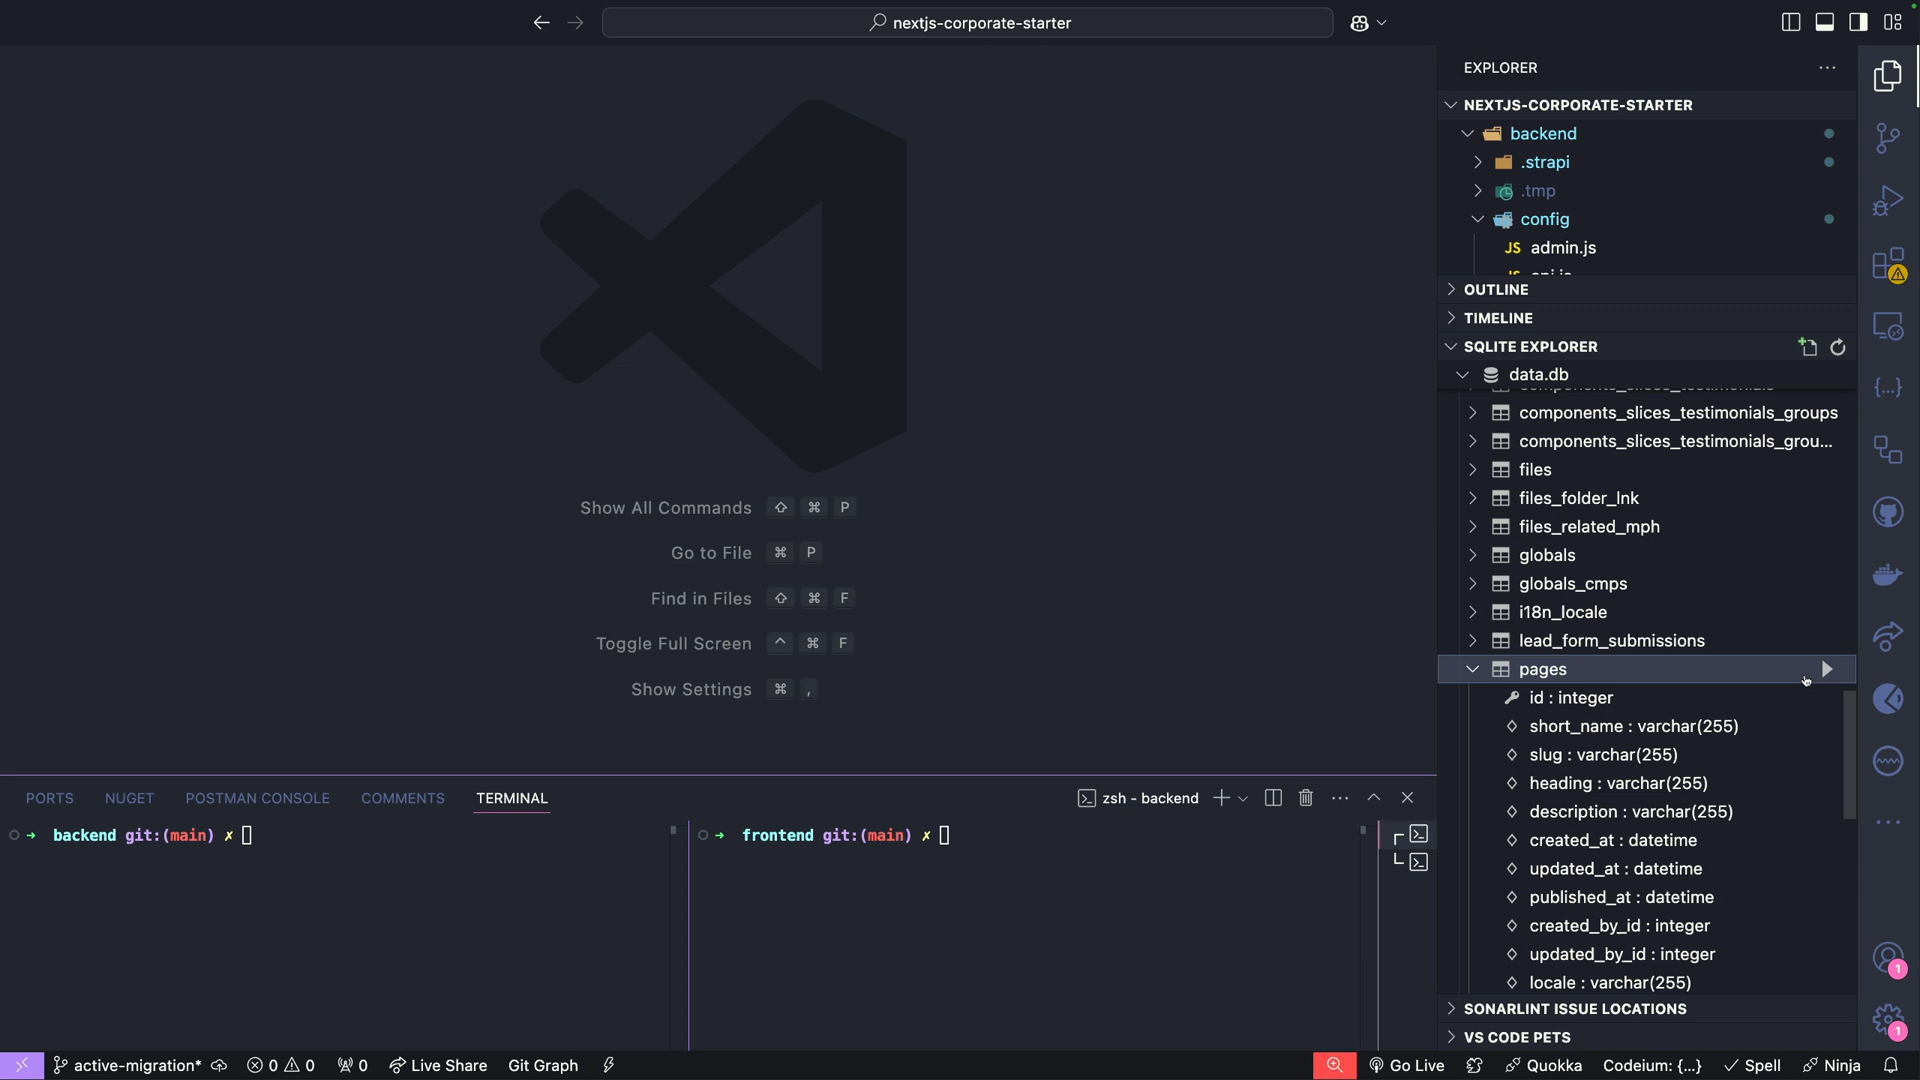 nextjs-corporate-starter
EXPLORER
NEXTJS-CORPORATE-STARTER
backend
.strapi
.tmp
config
JS admin.js
OUTLINE
TIMELINE
SQLITE EXPLORER
data.db
components_slices_testimonials_groups
components_slices_testimonials_grou...
files
files_folder_lnk
files_related_mph
globals
globals_cmps
i18n_locale
lead_form_submissions
pages
id : integer
short_name : varchar(255)
slug : varchar(255)
heading : varchar(255)
description : varchar(255)
created_at : datetime
updated_at : datetime
published_at : datetime
created_by_id : integer
updated_by_id : integer
locale : varchar(255)
SONARLINT ISSUE LOCATIONS
VS CODE PETS
Show All Commands ⇧ ⌘ P
Go to File ⌘ P
Find in Files ⇧ ⌘ F
Toggle Full Screen ^ ⌘ F
Show Settings ⌘ ,
PORTS NUGET POSTMAN CONSOLE COMMENTS TERMINAL zsh - backend
→ backend git:(main) ✗
→ frontend git:(main) ✗
1
1
active-migration* 0 0 0 Live Share Git Graph Go Live Quokka Codeium: {...} Spell Ninja